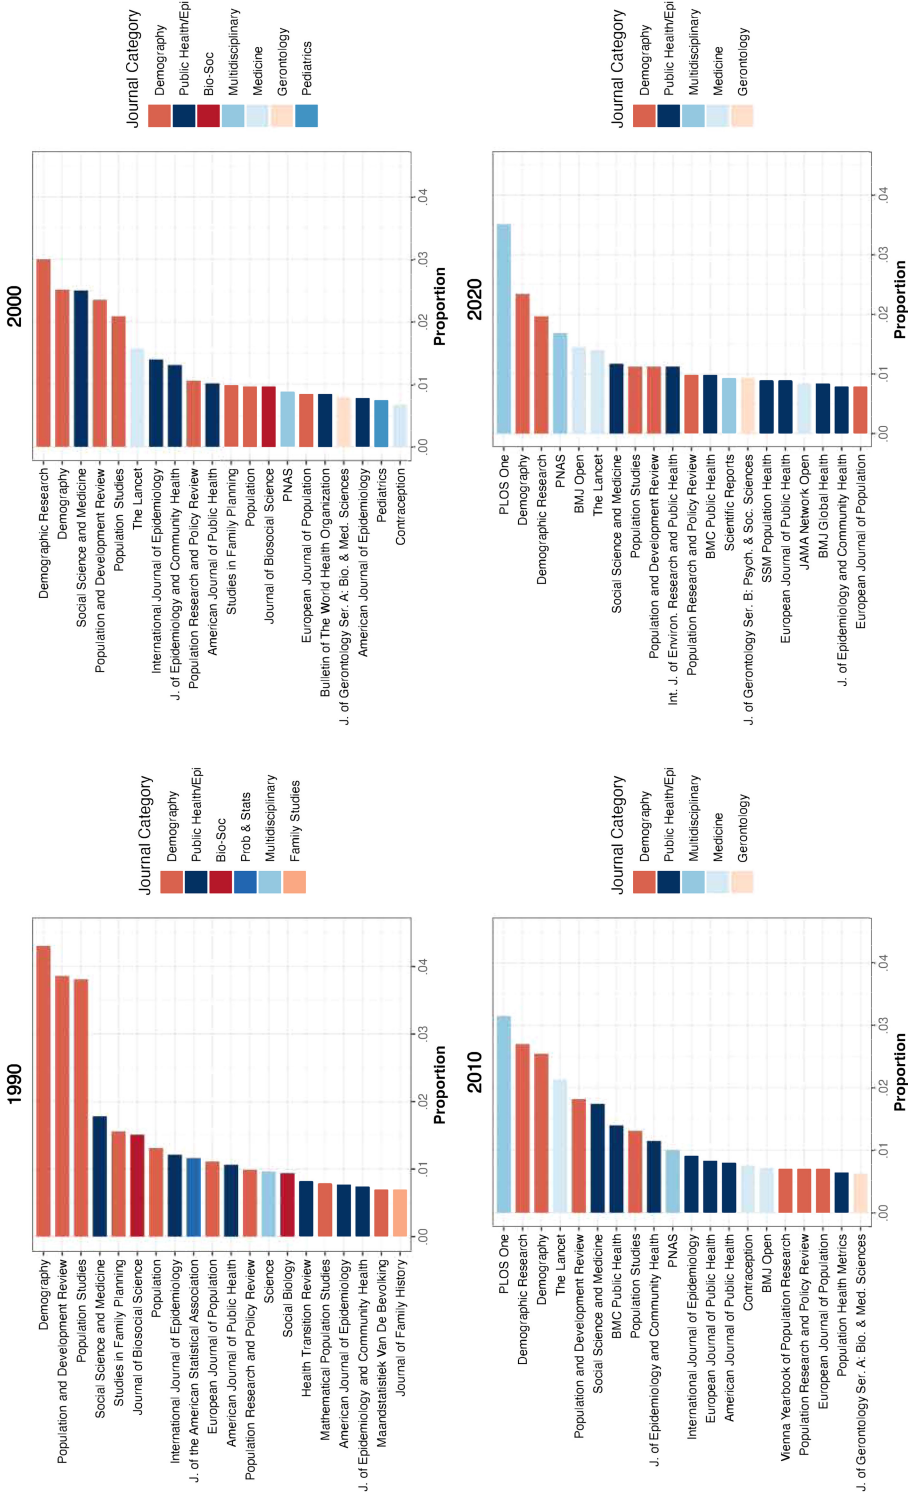 1990
Demography
Population and Development Review
Population Studies
Social Science and Medicine
Studies in Family Planning
Journal of Biosocial Science
Population
International Journal of Epidemiology
J. of the American Statistical Association
European Journal of Population
American Journal of Public Health
Population Research and Policy Review
Science
Social Biology
Health Transition Review
Mathematical Population Studies
American Journal of Epidemiology
J. of Epidemiology and Community Health
Maandstatistiek Van De Bevolking
Journal of Family History
.00 .01 .02 .03 .04
Proportion
Journal Category
Demography
Public Health/Epi
Bio-Soc
Prob & Stats
Multidisciplinary
Family Studies
2000
Demographic Research
Demography
Social Science and Medicine
Population and Development Review
Population Studies
The Lancet
International Journal of Epidemiology
J. of Epidemiology and Community Health
Population Research and Policy Review
American Journal of Public Health
Studies in Family Planning
Population
Journal of Biosocial Science
PNAS
European Journal of Population
Bulletin of The World Health Organization
J. of Gerontology Ser. A: Bio. & Med. Sciences
American Journal of Epidemiology
Pediatrics
Contraception
.00 .01 .02 .03 .04
Proportion
Journal Category
Demography
Public Health/Epi
Bio-Soc
Multidisciplinary
Medicine
Gerontology
Pediatrics
2010
PLOS One
Demographic Research
Demography
The Lancet
Population and Development Review
Social Science and Medicine
BMC Public Health
Population Studies
J. of Epidemiology and Community Health
PNAS
International Journal of Epidemiology
European Journal of Public Health
American Journal of Public Health
Contraception
BMJ Open
Vienna Yearbook of Population Research
Population Research and Policy Review
European Journal of Population
Population Health Metrics
J. of Gerontology Ser. A: Bio. & Med. Sciences
.00 .01 .02 .03 .04
Proportion
Journal Category
Demography
Public Health/Epi
Multidisciplinary
Medicine
Gerontology
2020
PLOS One
Demography
Demographic Research
PNAS
BMJ Open
The Lancet
Social Science and Medicine
Population Studies
Population and Development Review
Int. J. of Environ. Research and Public Health
Population Research and Policy Review
BMC Public Health
Scientific Reports
J. of Gerontology Ser. B: Psych. & Soc. Sciences
SSM Population Health
European Journal of Public Health
JAMA Network Open
BMJ Global Health
J. of Epidemiology and Community Health
European Journal of Population
.00 .01 .02 .03 .04
Proportion
Journal Category
Demography
Public Health/Epi
Multidisciplinary
Medicine
Gerontology